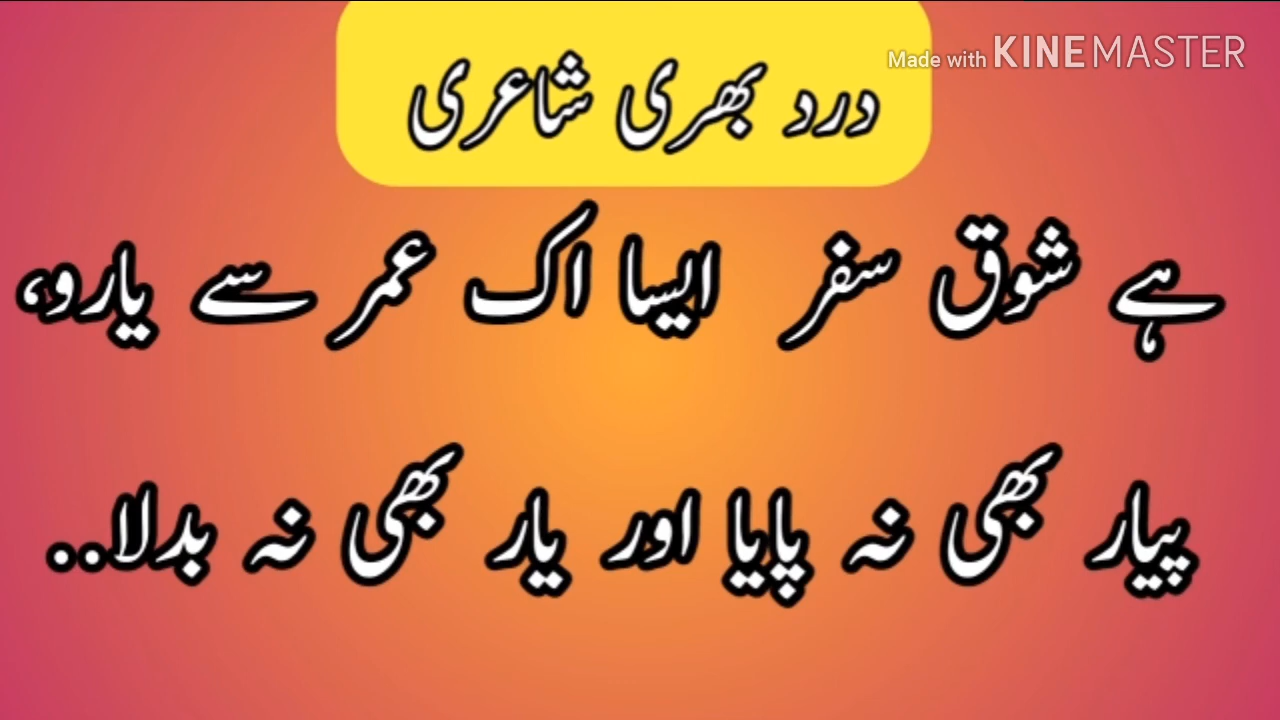 Made with KINEMASTER
درد بھری شاعری
ہے شوق سفر ایسا اک عمر سے یارو،
پیار بھی نہ پایا اور یار بھی نہ بدلا..